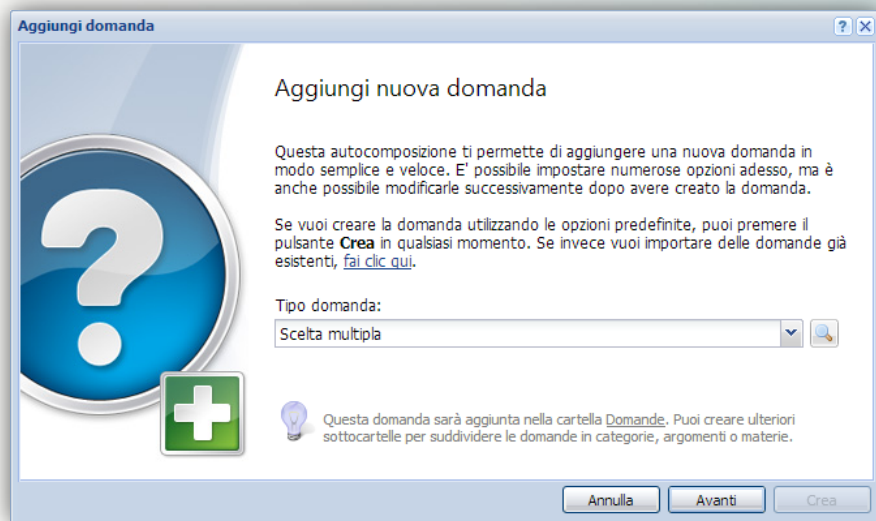 Aggiungi domanda
Aggiungi nuova domanda
Questa autocomposizione ti permette di aggiungere una nuova domanda in
modo semplice e veloce. E' possibile impostare numerose opzioni adesso, ma è
anche possibile modificarle successivamente dopo avere creato la domanda.
Se vuoi creare la domanda utilizzando le opzioni predefinite, puoi premere il
pulsante Crea in qualsiasi momento. Se invece vuoi importare delle domande già
esistenti, fai clic qui.
Tipo domanda:
Scelta multipla
Questa domanda sarà aggiunta nella cartella Domande. Puoi creare ulteriori
sottocartelle per suddividere le domande in categorie, argomenti o materie.
Annulla Avanti Crea